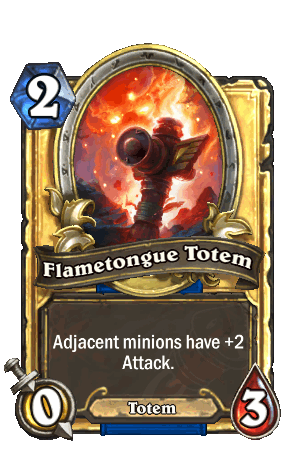 2
Flametongue Totem
Adjacent minions have +2
Attack.
0
Totem
3